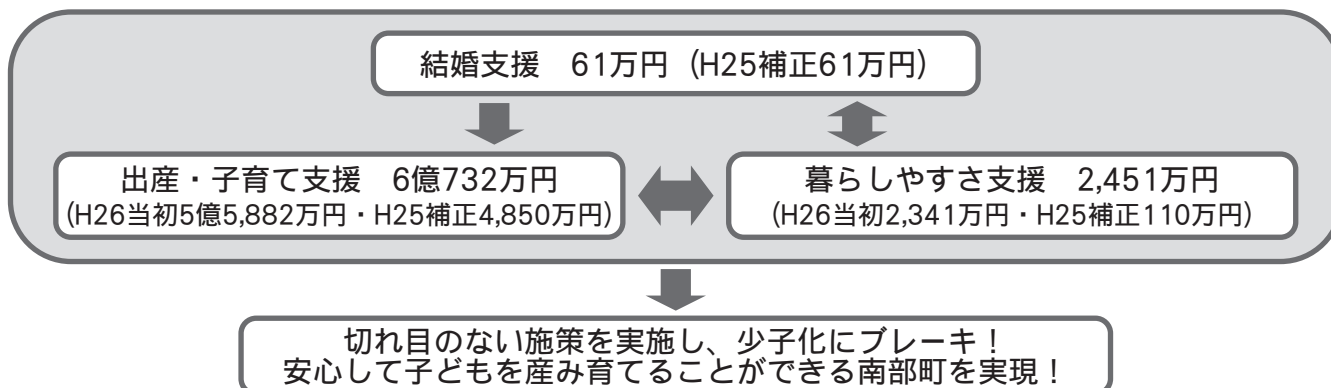 結婚支援　61万円（H25補正61万円）
出産・子育て支援　6億732万円
(H26当初5億5,882万円・H25補正4,850万円)
暮らしやすさ支援　2,451万円
(H26当初2,341万円・H25補正110万円)
切れ目のない施策を実施し、少子化にブレーキ！
安心して子どもを産み育てることができる南部町を実現！